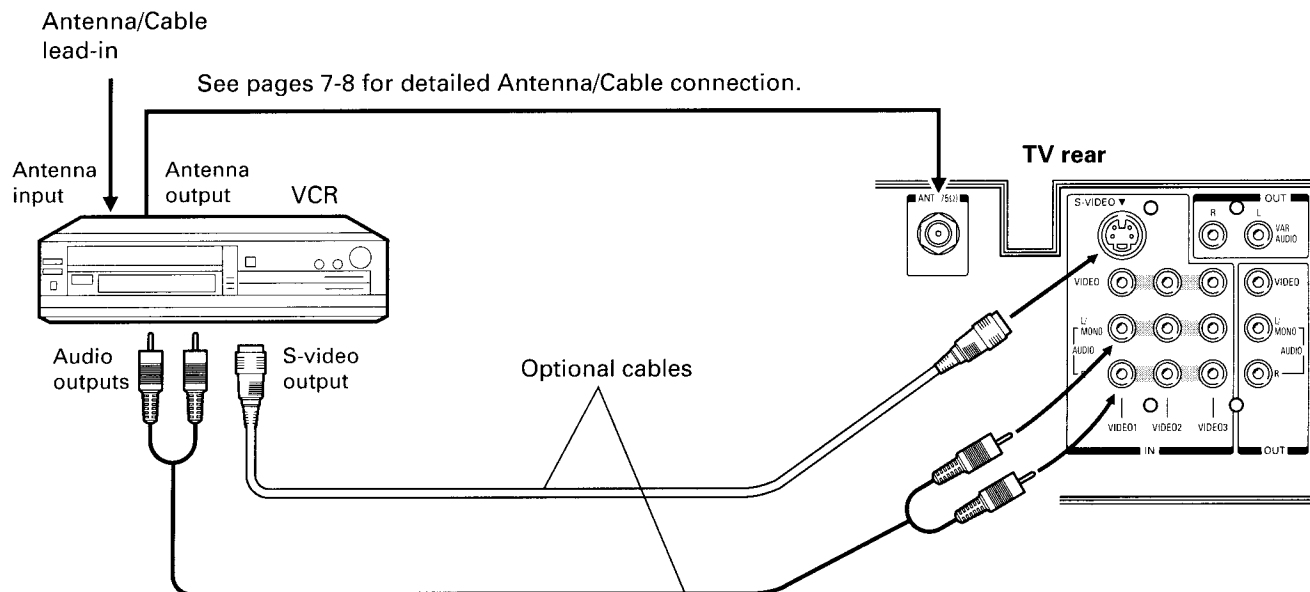 Antenna/Cable
lead-in
See pages 7-8 for detailed Antenna/Cable connection.
Antenna
input
Antenna
output
VCR
TV rear
ANT 75Ω
S-VIDEO ▼
OUT
R
L
VAR
AUDIO
VIDEO
VIDEO
L/
MONO
L/
MONO
AUDIO
AUDIO
R
VIDEO1
VIDEO2
VIDEO3
IN
OUT
Audio
outputs
S-video
output
Optional cables